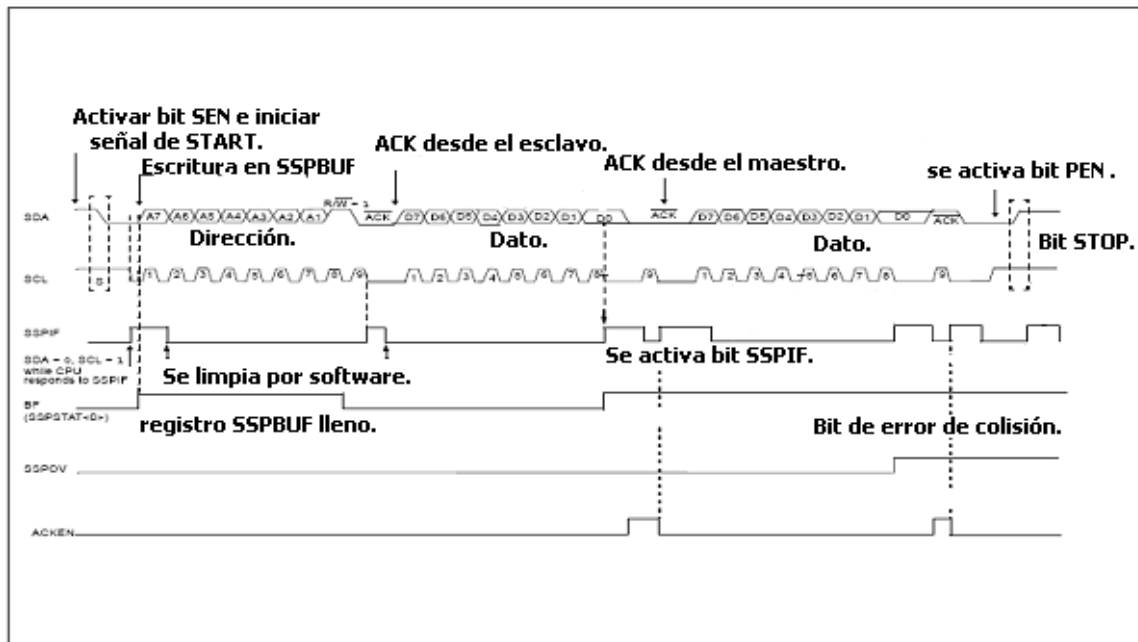 Activar bit SEN e iniciar
señal de START.
Escritura en SSPBUF
ACK desde el esclavo.
ACK desde el maestro.
se activa bit PEN .
R/W = 1
SDA
A7 A6 A5 A4 A3 A2 A1
ACK
D7 D6 D5 D4 D3 D2 D1 D0
ACK
D7 D6 D5 D4 D3 D2 D1 D0
ACK
Dirección.
Dato.
Dato.
Bit STOP.
SCL
S
1 2 3 4 5 6 7 8 9
1 2 3 4 5 6 7 8 9
1 2 3 4 5 6 7 8 9
SSPIF
SDA = 0, SCL = 1
while CPU
responds to SSPIF
Se limpia por software.
Se activa bit SSPIF.
BF
(SSPSTAT<0>)
registro SSPBUF lleno.
Bit de error de colisión.
SSPOV
ACKEN